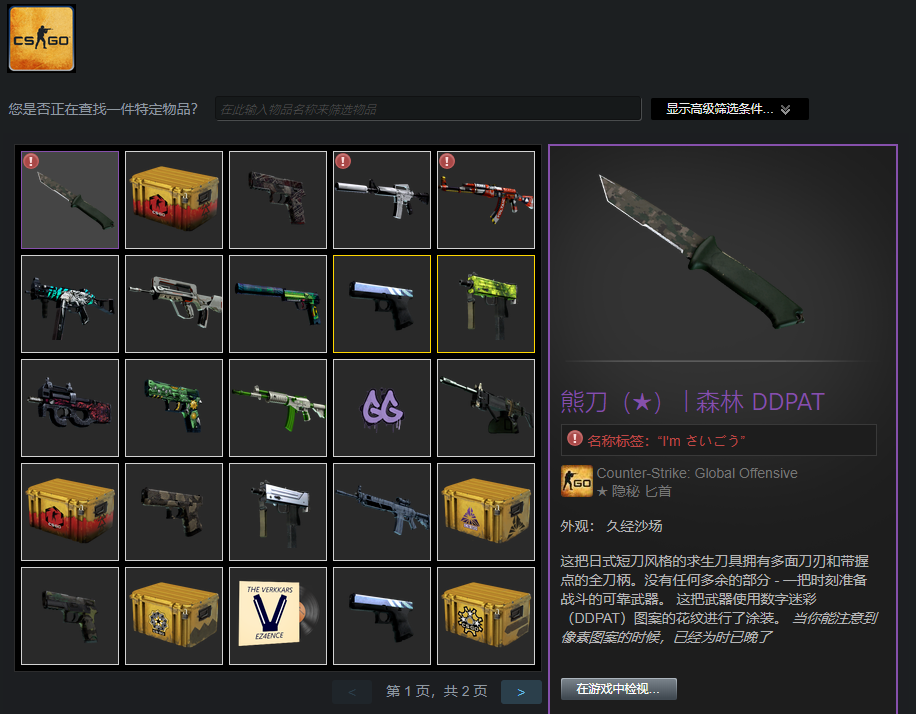 CS GO
您是否正在查找一件特定物品?
在此输入物品名称来筛选物品
显示高级筛选条件...
THE VERKKARS
EZ4ENCE
< 第 1 页，共 2 页 >
熊刀（★） | 森林 DDPAT
名称标签：“I'm さいごう”
GO
Counter-Strike: Global Offensive
★ 隐秘 匕首
外观： 久经沙场
这把日式短刀风格的求生刀具拥有多面刀刃和带握
点的全刀柄。没有任何多余的部分 - 一把时刻准备
战斗的可靠武器。 这把武器使用数字迷彩
（DDPAT）图案的花纹进行了涂装。 当你能注意到
像素图案的时候，已经为时已晚了
在游戏中检视...